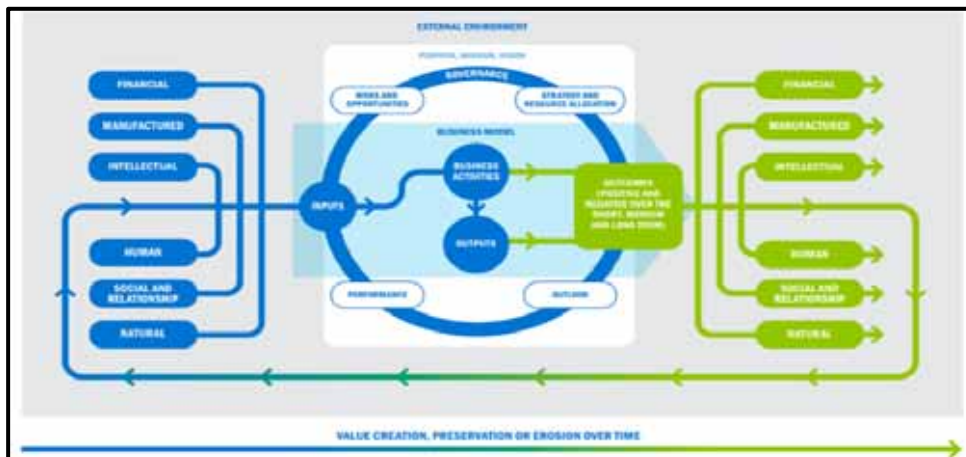 EXTERNAL ENVIRONMENT
PURPOSE, MISSION, VISION
GOVERNANCE
RISKS AND
OPPORTUNITIES
STRATEGY AND
RESOURCE ALLOCATION
BUSINESS MODEL
FINANCIAL
MANUFACTURED
INTELLECTUAL
HUMAN
SOCIAL AND
RELATIONSHIP
NATURAL
INPUTS
BUSINESS
ACTIVITIES
OUTPUTS
OUTCOMES
(POSITIVE AND
NEGATIVE OVER THE
SHORT, MEDIUM
AND LONG TERM)
PERFORMANCE
OUTLOOK
FINANCIAL
MANUFACTURED
INTELLECTUAL
HUMAN
SOCIAL AND
RELATIONSHIP
NATURAL
VALUE CREATION, PRESERVATION OR EROSION OVER TIME